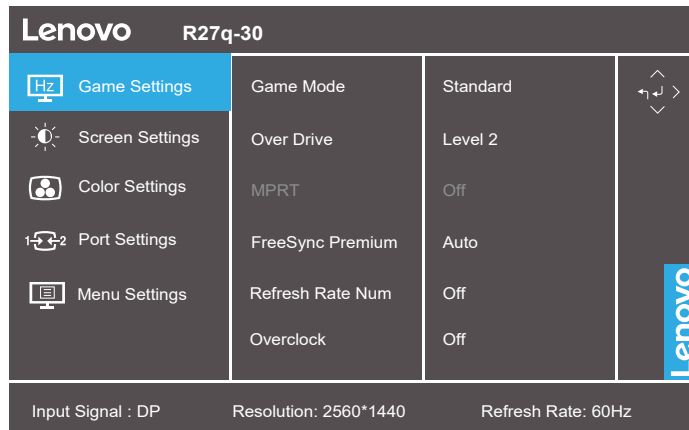 Lenovo R27q-30
Hz Game Settings Game Mode Standard
Screen Settings Over Drive Level 2
Color Settings MPRT Off
1 2 Port Settings FreeSync Premium Auto
Menu Settings Refresh Rate Num Off
Overclock Off
Lenovo
Input Signal : DP Resolution: 2560*1440 Refresh Rate: 60Hz